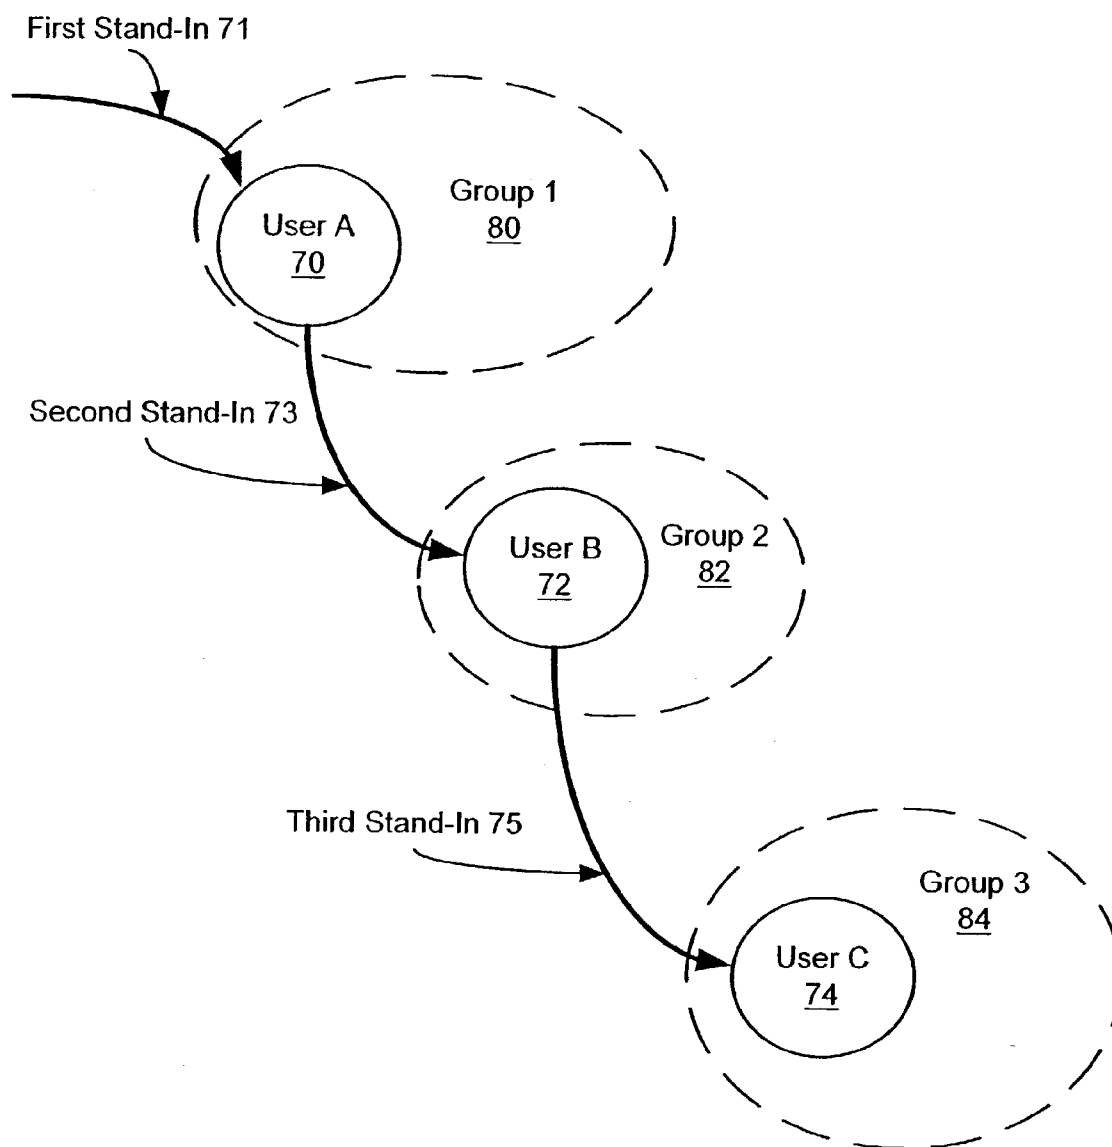 First Stand-In 71
Group 1
80
User A
70
Second Stand-In 73
Group 2
82
User B
72
Third Stand-In 75
Group 3
84
User C
74